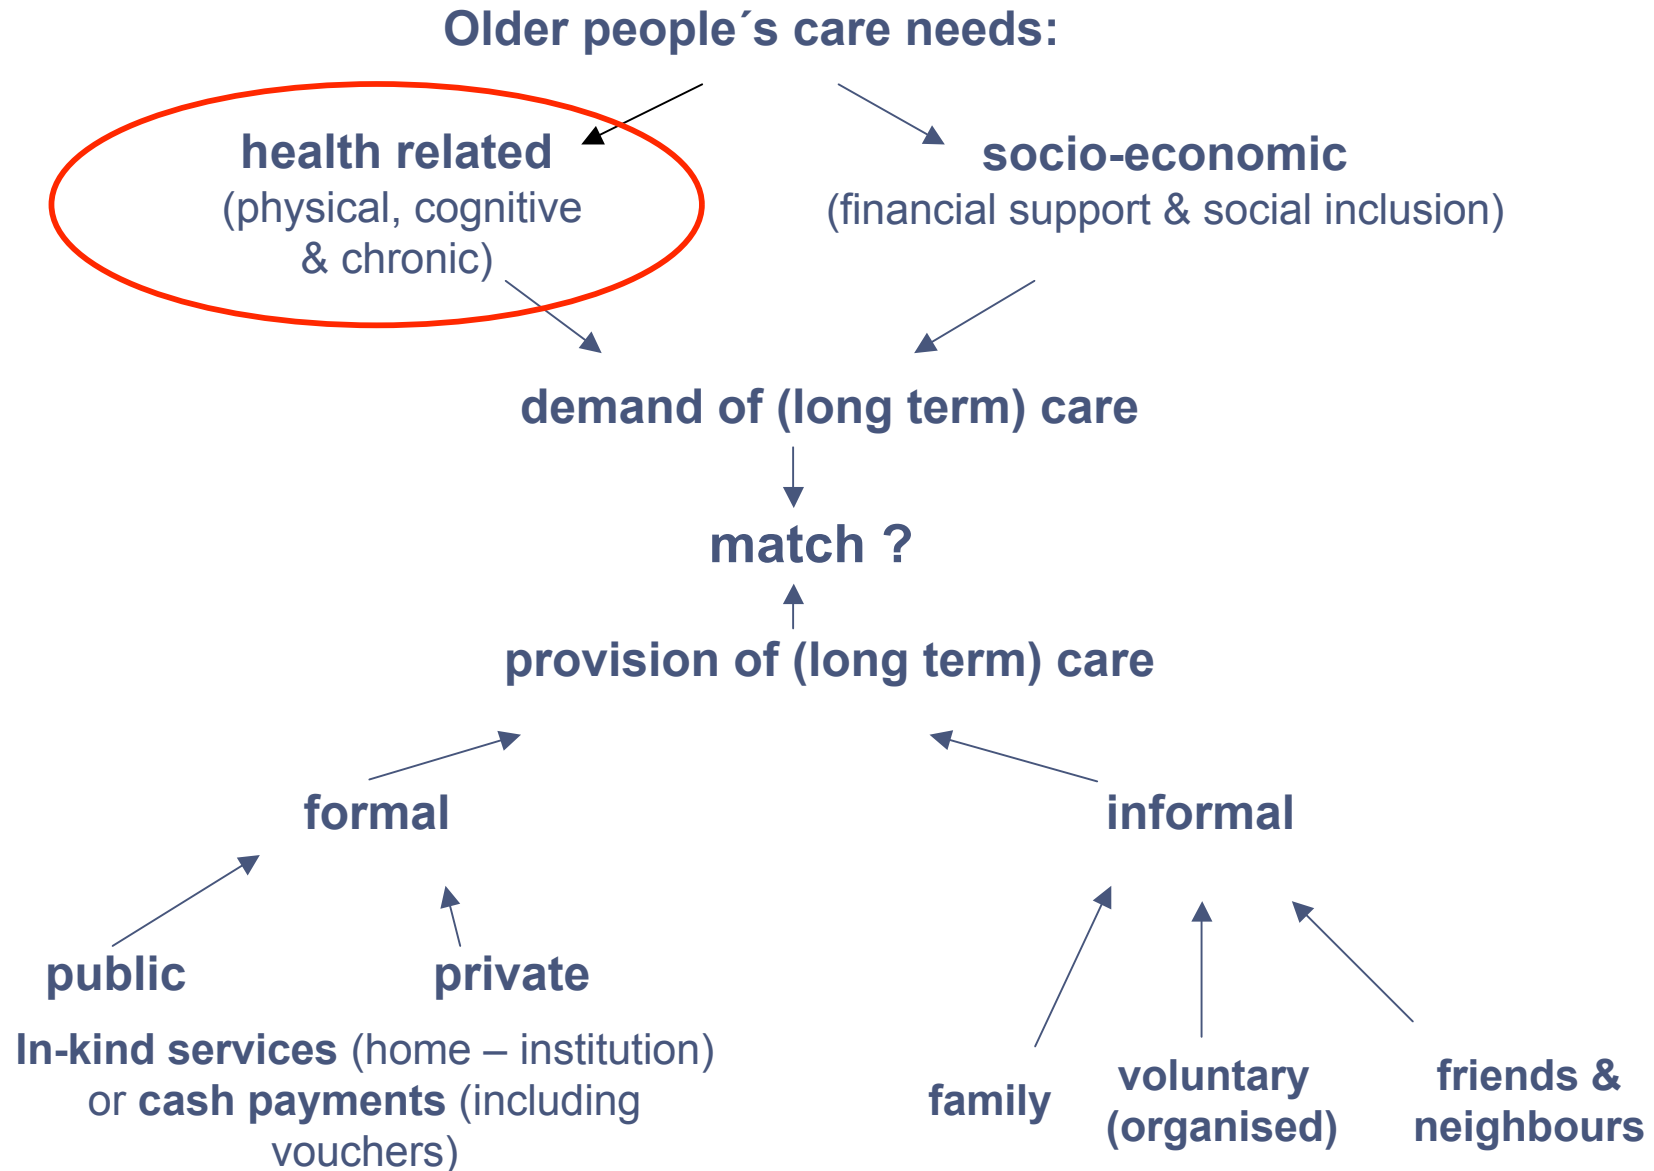 Older people´s care needs:
health related
(physical, cognitive
& chronic)
socio-economic
(financial support & social inclusion)
demand of (long term) care
match ?
provision of (long term) care
formal
informal
public
private
In-kind services (home – institution)
or cash payments (including
vouchers)
family
voluntary
(organised)
friends &
neighbours